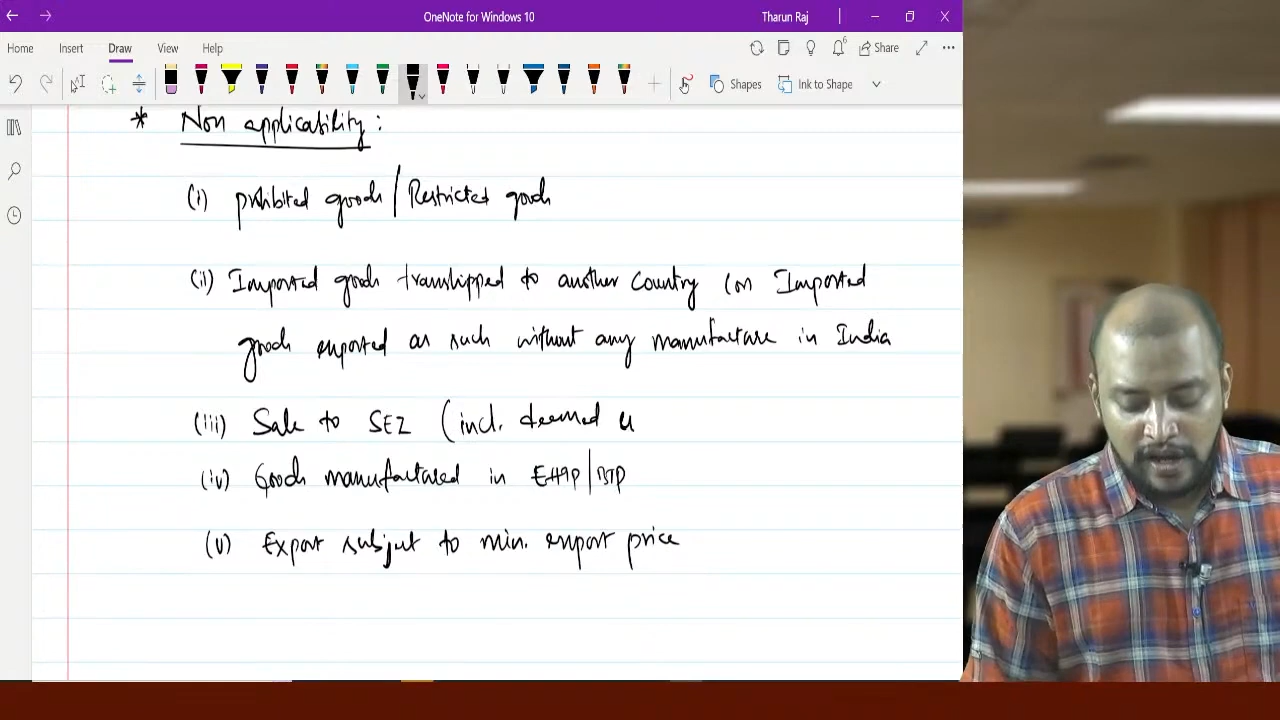 OneNote for Windows 10
Tharun Raj
Home Insert Draw View Help
6
Share
Shapes
Ink to Shape
* Non applicability :
(i) prohibited goods / Restricted goods
(ii) Imported goods transhipped to another country (or) Imported
goods exported as such without any manufacture in India
(iii) Sale to SEZ (incl. deemed e
(iv) Goods manufactured in EHTP / BTP
(v) Export subject to min. export price